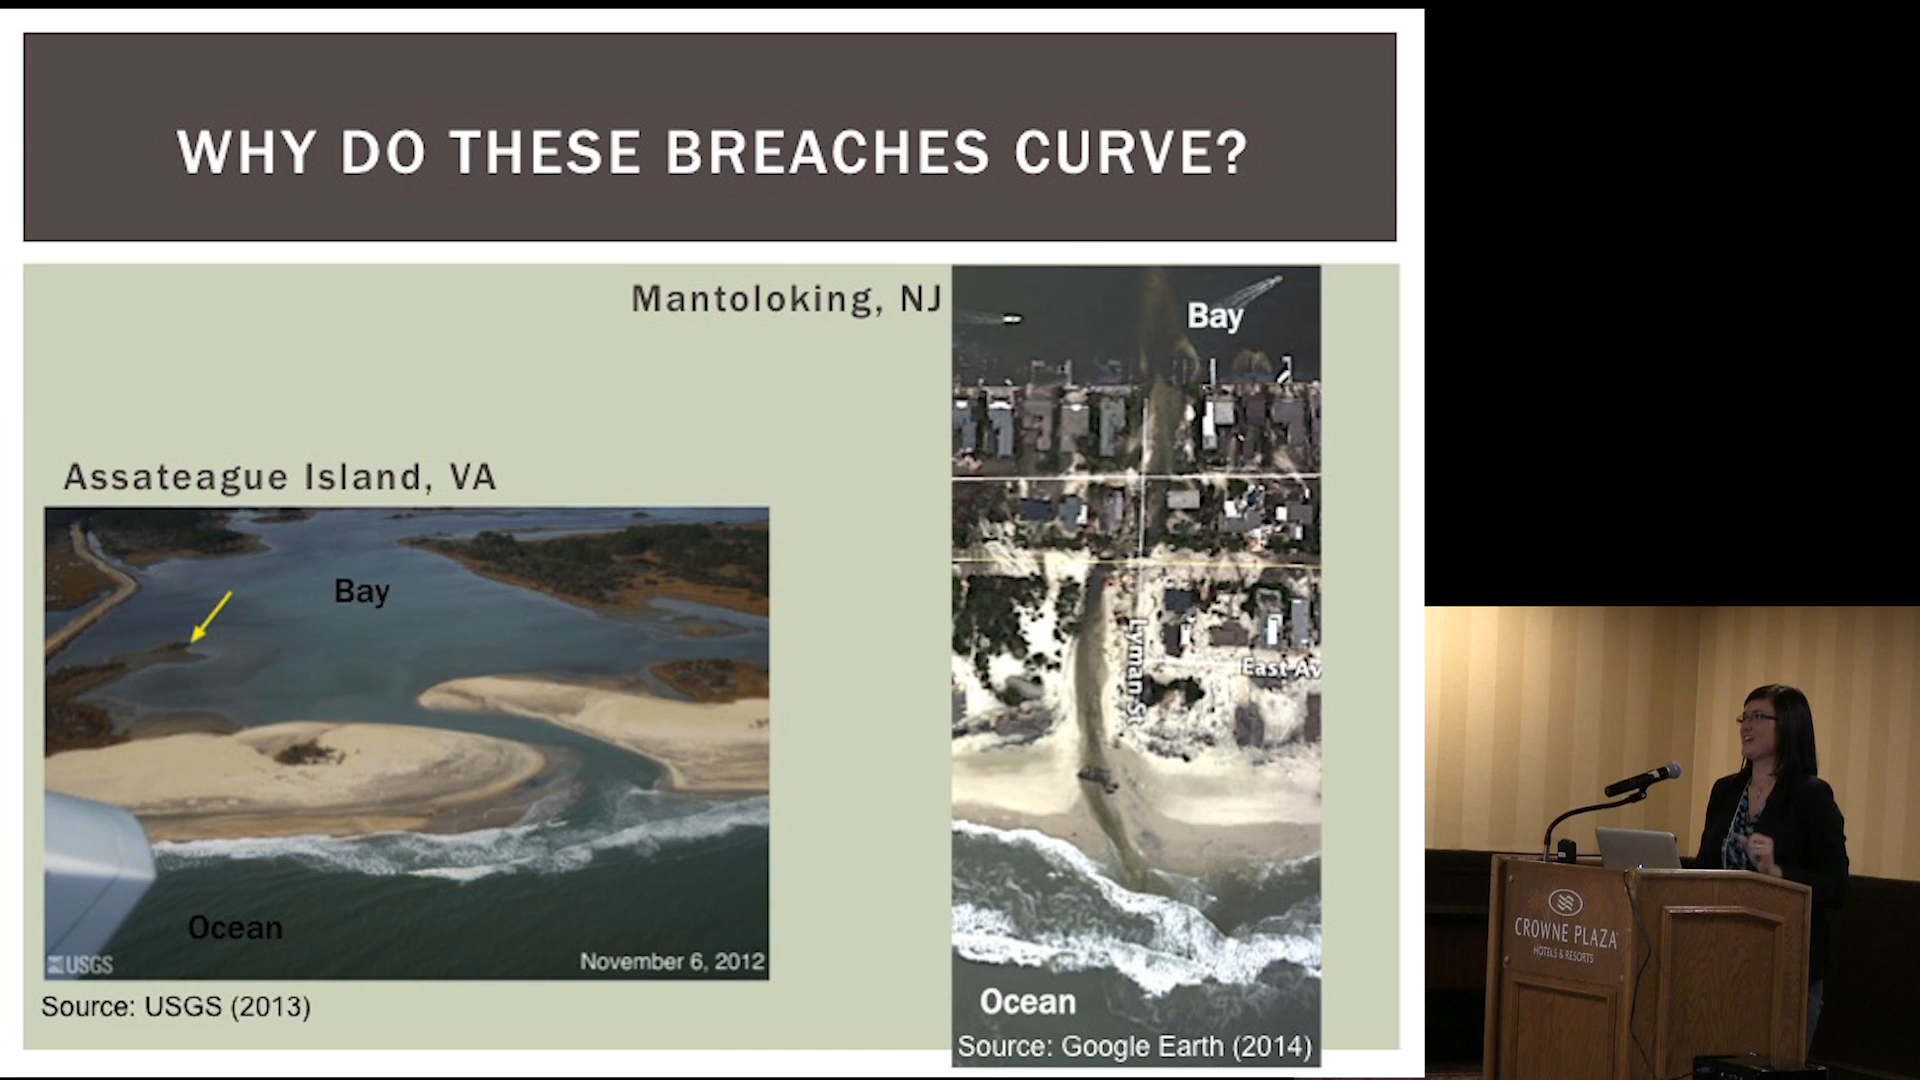 WHY DO THESE BREACHES CURVE?
Mantoloking, NJ
Bay
Assateague Island, VA
Bay
Lyman St
East Av
Ocean
USGS
November 6, 2012
Source: USGS (2013)
Ocean
Source: Google Earth (2014)
CROWNE PLAZA
HOTELS & RESORTS